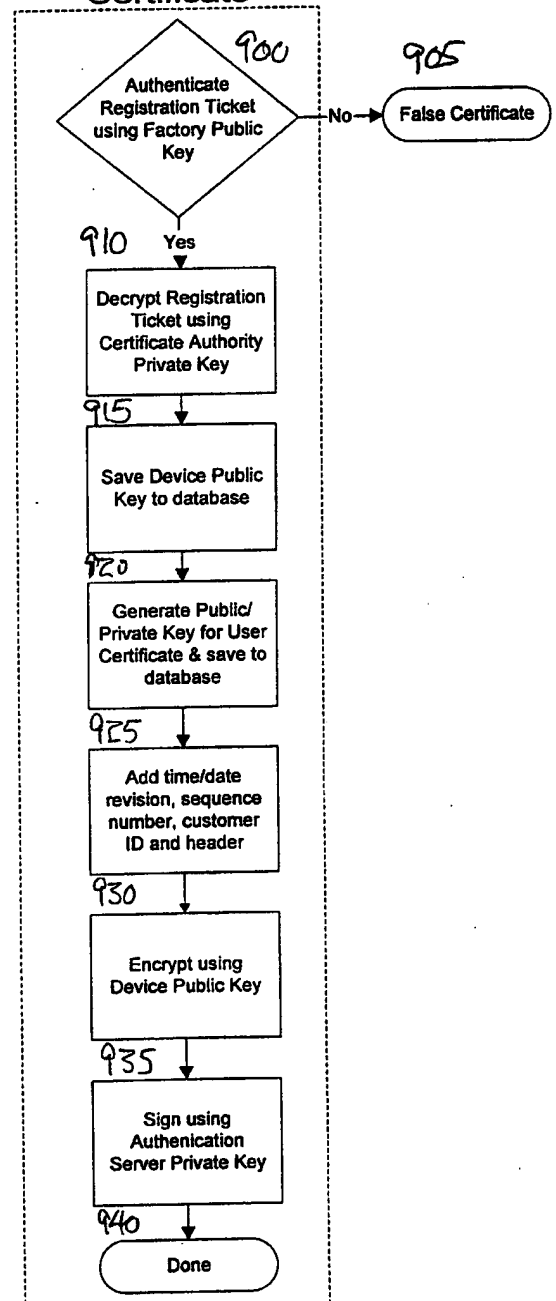 900
905
Authenticate
Registration Ticket
using Factory Public
Key
No
False Certificate
910
Yes
Decrypt Registration
Ticket using
Certificate Authority
Private Key
915
Save Device Public
Key to database
920
Generate Public/
Private Key for User
Certificate & save to
database
925
Add time/date
revision, sequence
number, customer
ID and header
930
Encrypt using
Device Public Key
935
Sign using
Authenication
Server Private Key
940
Done